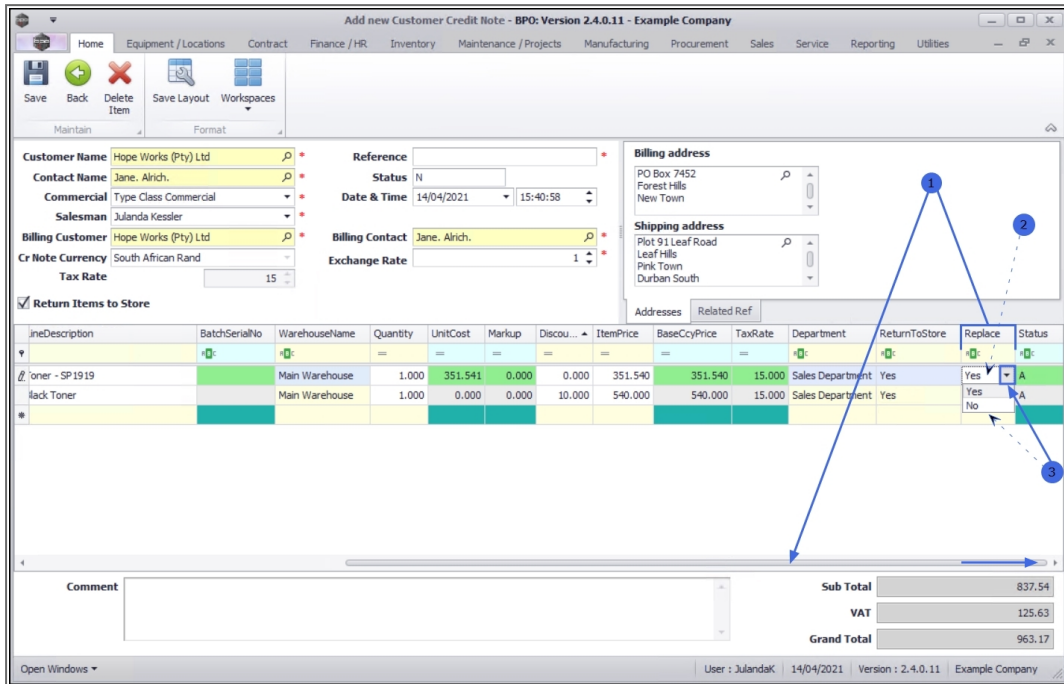 Add new Customer Credit Note - BPO: Version 2.4.0.11 - Example Company
Home Equipment / Locations Contract Finance / HR Inventory Maintenance / Projects Manufacturing Procurement Sales Service Reporting Utilities
Save Back Delete Item Save Layout Workspaces
Maintain Format
Customer Name Hope Works (Pty) Ltd * Reference * Billing address
Contact Name Jane. Alrich. * Status N PO Box 7452
Forest Hills
New Town
Commercial Type Class Commercial * Date & Time 14/04/2021 15:40:58
Salesman Julanda Kessler * Shipping address
Billing Customer Hope Works (Pty) Ltd * Billing Contact Jane. Alrich. * Plot 91 Leaf Road
Leaf Hills
Pink Town
Durban South
Cr Note Currency South African Rand Exchange Rate 1 *
Tax Rate 15
Return Items to Store Addresses Related Ref
1
2
ineDescription BatchSerialNo WarehouseName Quantity UnitCost Markup Discou... ItemPrice BaseCcyPrice TaxRate Department ReturnToStore Replace Status
oner - SP1919 Main Warehouse 1.000 351.541 0.000 0.000 351.540 351.540 15.000 Sales Department Yes Yes A
lack Toner Main Warehouse 1.000 0.000 0.000 10.000 540.000 540.000 15.000 Sales Department Yes Yes A
No
3
Comment Sub Total 837.54
VAT 125.63
Grand Total 963.17
Open Windows User : JulandaK 14/04/2021 Version : 2.4.0.11 Example Company